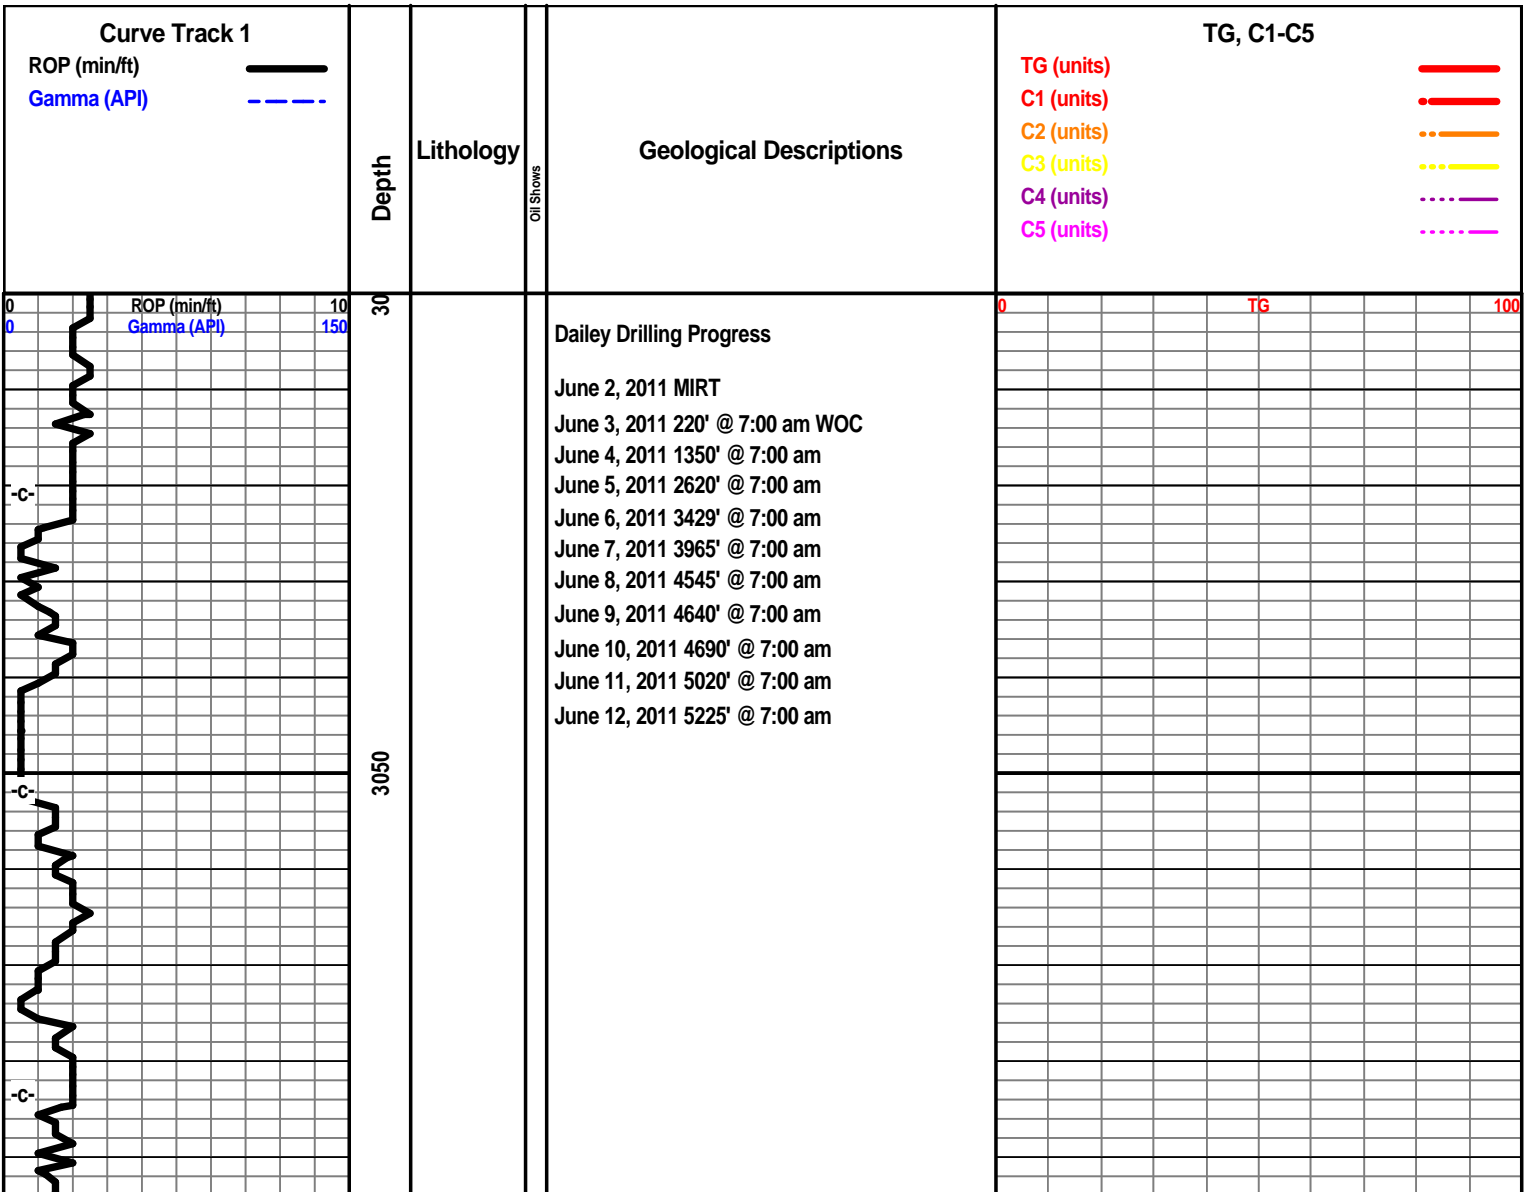 Curve Track 1
ROP (min/ft)
Gamma (API)
Depth
Lithology
Oil Shows
Geological Descriptions
TG, C1-C5
TG (units)
C1 (units)
C2 (units)
C3 (units)
C4 (units)
C5 (units)
0 ROP (min/ft) 10
0 Gamma (API) 150
30
0 TG 100
Dailey Drilling Progress
June 2, 2011 MIRT
June 3, 2011 220' @ 7:00 am WOC
June 4, 2011 1350' @ 7:00 am
June 5, 2011 2620' @ 7:00 am
June 6, 2011 3429' @ 7:00 am
June 7, 2011 3965' @ 7:00 am
June 8, 2011 4545' @ 7:00 am
June 9, 2011 4640' @ 7:00 am
June 10, 2011 4690' @ 7:00 am
June 11, 2011 5020' @ 7:00 am
June 12, 2011 5225' @ 7:00 am
-c-
3050
-c-
-c-